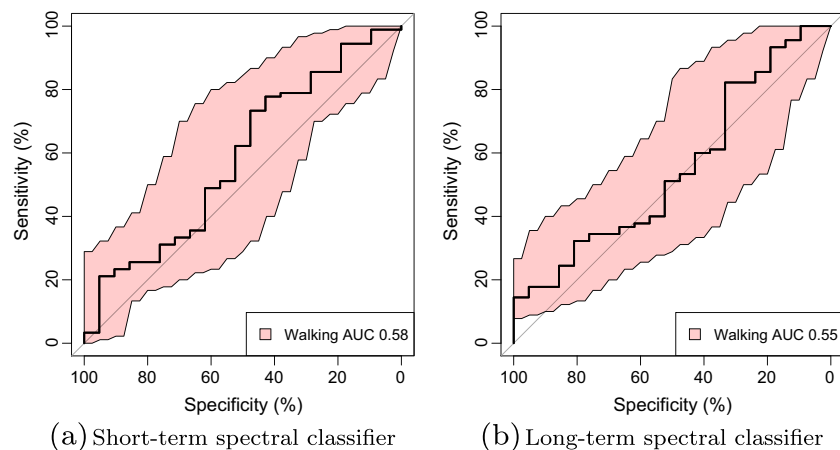 100
80
60
40
20
0
Sensitivity (%)
Walking AUC 0.58
100 80 60 40 20 0
Specificity (%)
(a) Short-term spectral classifier
100
80
60
40
20
0
Sensitivity (%)
Walking AUC 0.55
100 80 60 40 20 0
Specificity (%)
(b) Long-term spectral classifier